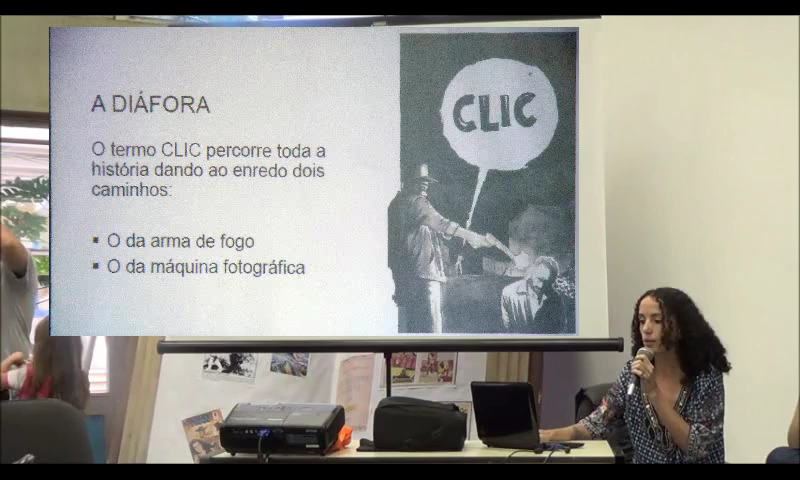 A DIÁFORA
O termo CLIC percorre toda a
história dando ao enredo dois
caminhos:
▪ O da arma de fogo
▪ O da máquina fotográfica
CLIC